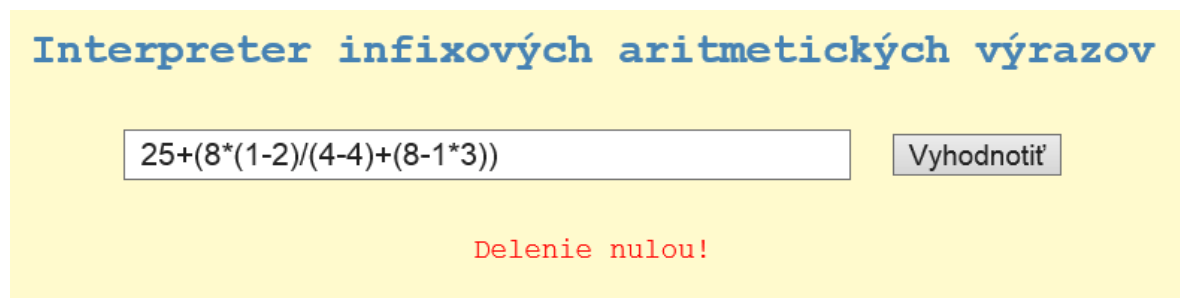 Interpreter infixových aritmetických výrazov
25+(8*(1-2)/(4-4)+(8-1*3))
Vyhodnotiť
Delenie nulou!